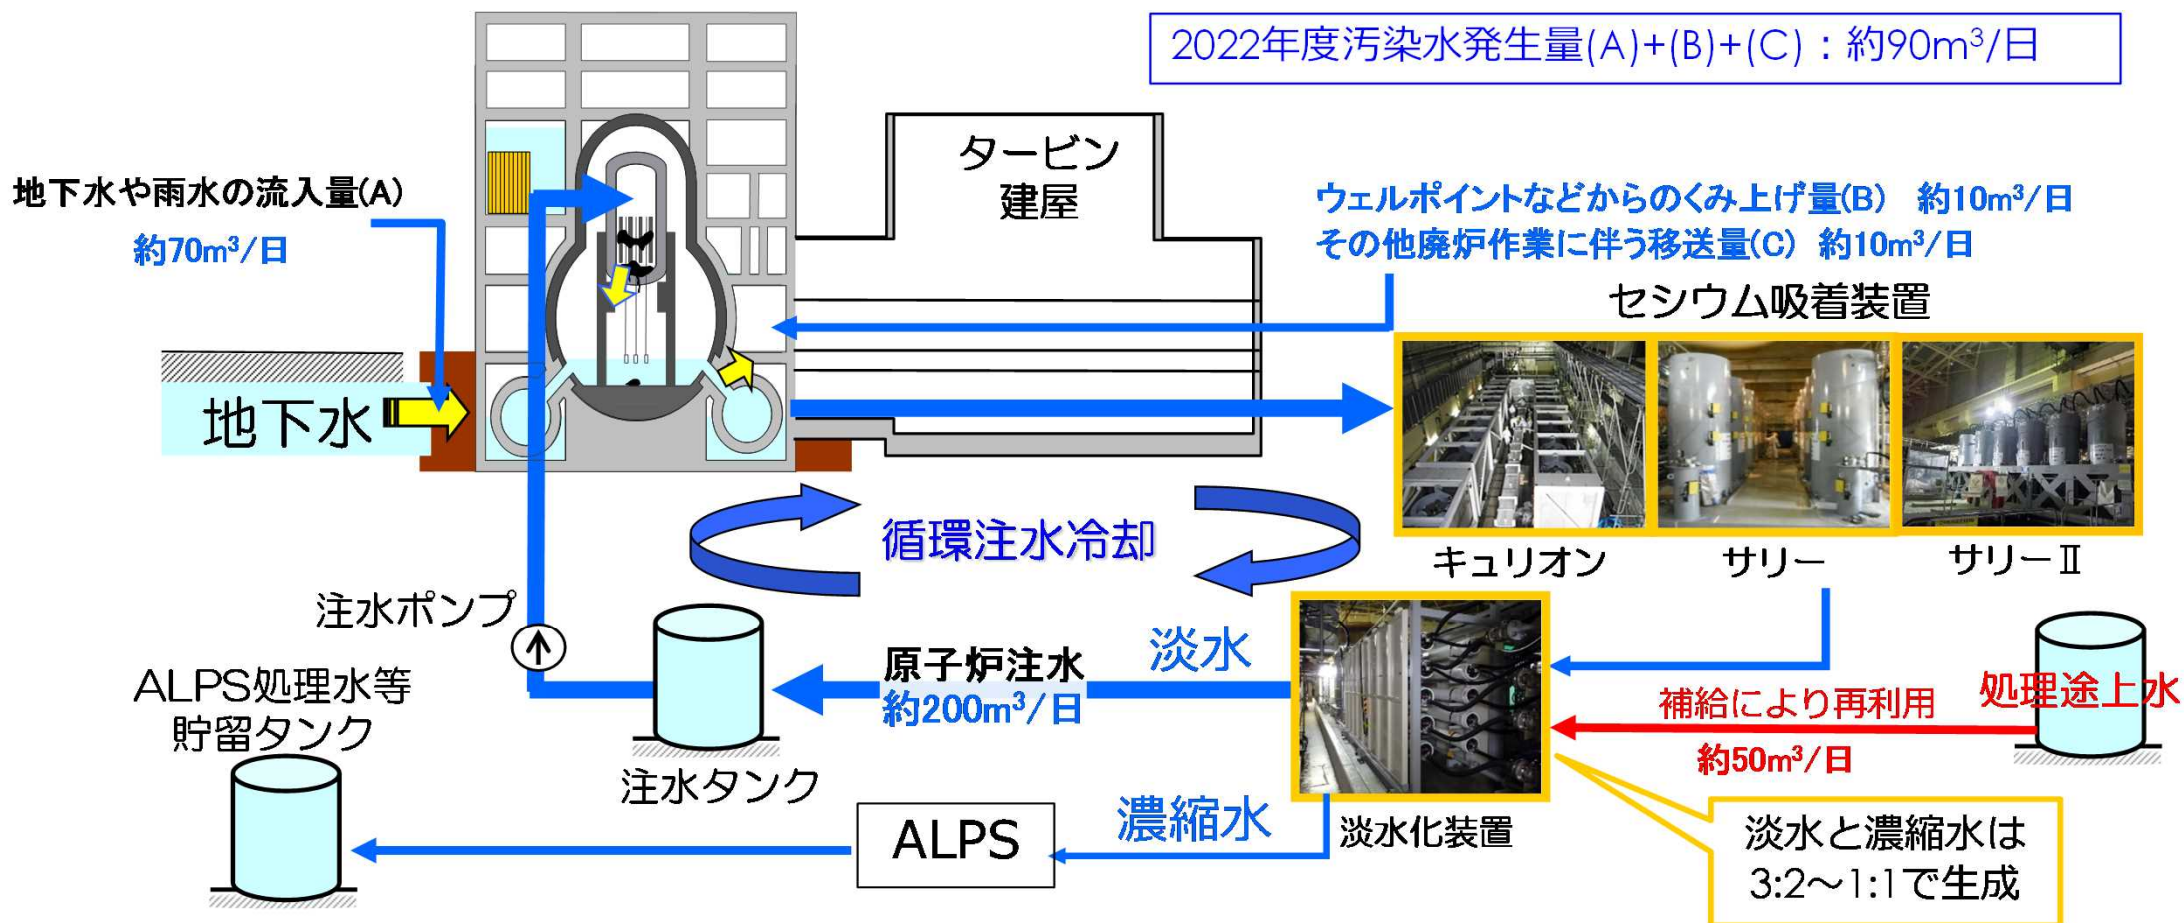 2022年度汚染水発生量(A)+(B)+(C)：約90m³/日
タービン
建屋
地下水や雨水の流入量(A)
約70m³/日
ウェルポイントなどからのくみ上げ量(B) 約10m³/日
その他廃炉作業に伴う移送量(C) 約10m³/日
セシウム吸着装置
地下水
循環注水冷却
キュリオン
サリー
サリーⅡ
注水ポンプ
淡水
原子炉注水
約200m³/日
ALPS処理水等
貯留タンク
補給により再利用
処理途上水
約50m³/日
注水タンク
濃縮水
淡水化装置
ALPS
淡水と濃縮水は
3:2～1:1で生成